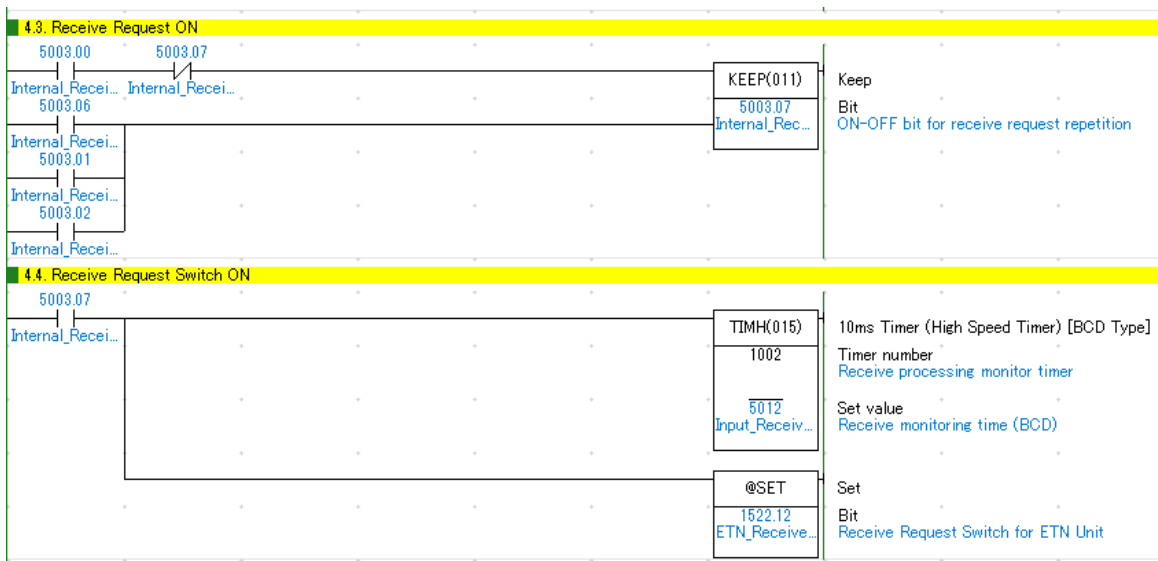 4.3. Receive Request ON
5003.00 5003.07
Internal_Recei... Internal_Recei...
KEEP(011) Keep
5003.06
5003.07 Bit
Internal_Recei...
Internal_Rec... ON-OFF bit for receive request repetition
5003.01
Internal_Recei...
5003.02
Internal_Recei...
4.4. Receive Request Switch ON
5003.07
Internal_Recei...
TIMH(015) 10ms Timer (High Speed Timer) [BCD Type]
1002 Timer number
Receive processing monitor timer
5012 Set value
Input_Receiv... Receive monitoring time (BCD)
@SET Set
1522.12 Bit
ETN_Receive... Receive Request Switch for ETN Unit